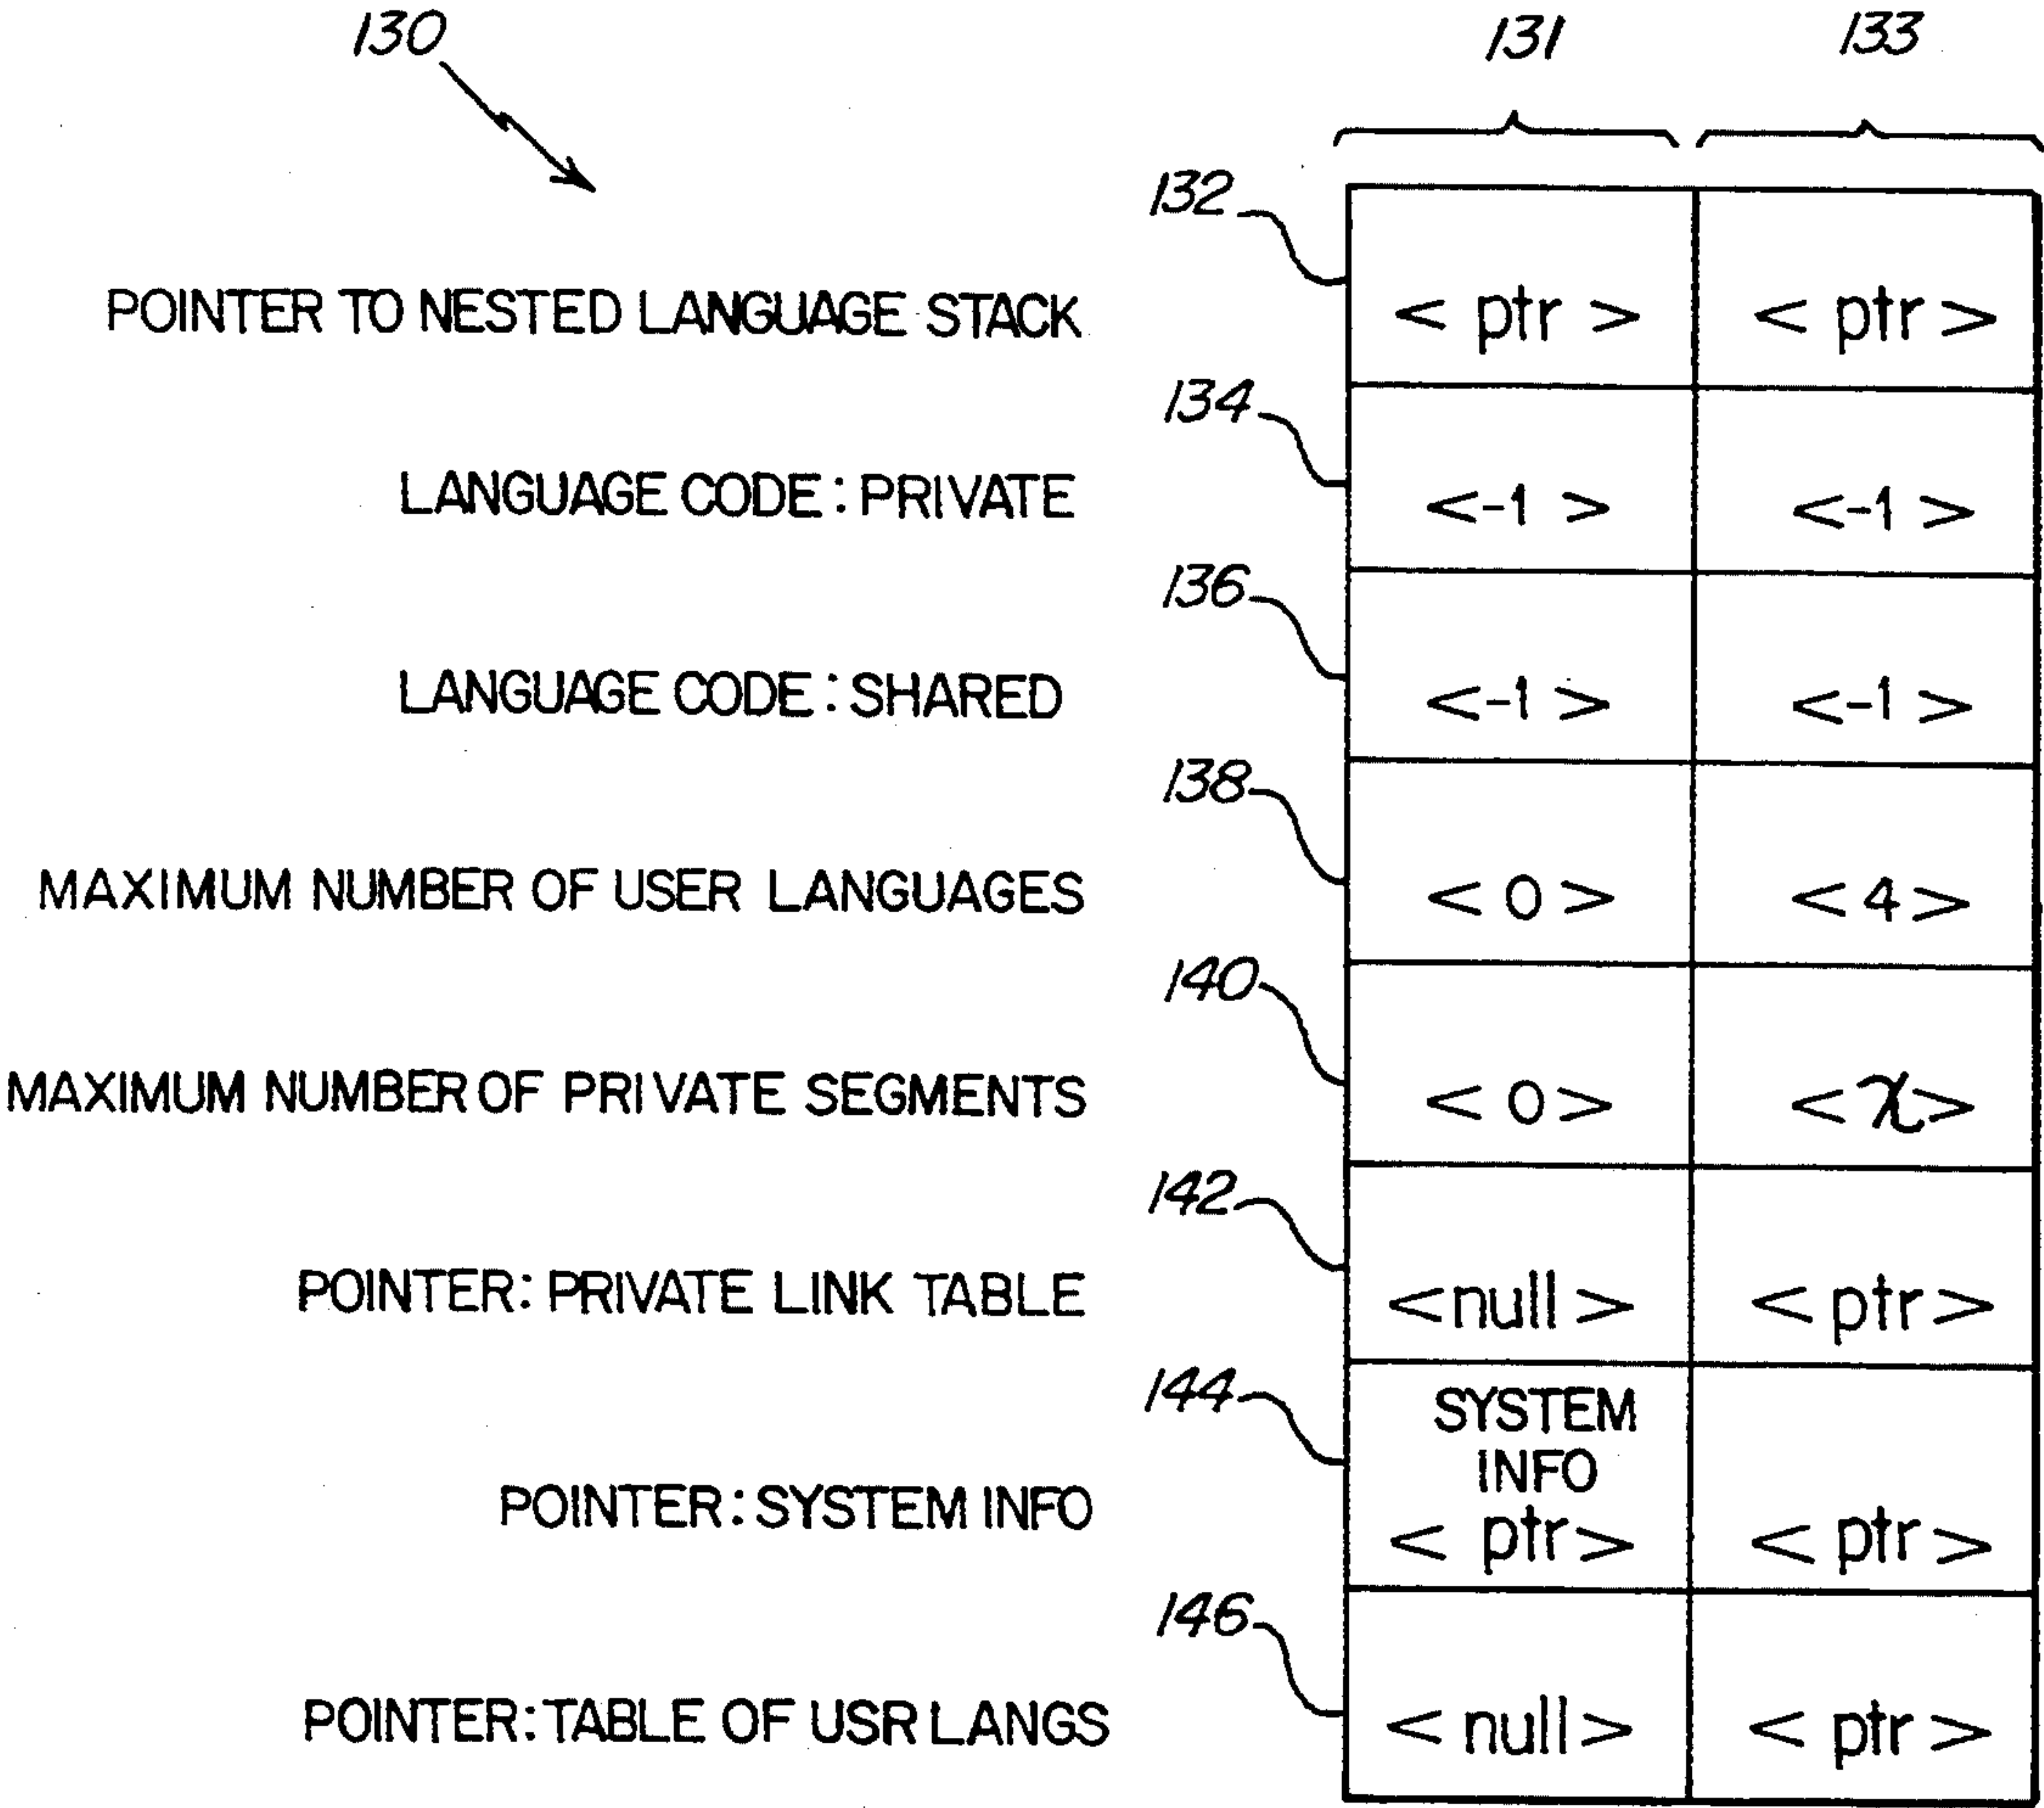 130
131 133
132
POINTER TO NESTED LANGUAGE STACK < ptr > < ptr >
134
LANGUAGE CODE: PRIVATE <-1 > <-1 >
136
LANGUAGE CODE: SHARED <-1 > <-1 >
138
MAXIMUM NUMBER OF USER LANGUAGES < 0 > < 4 >
140
MAXIMUM NUMBER OF PRIVATE SEGMENTS < 0 > < x >
142
POINTER: PRIVATE LINK TABLE <null > < ptr >
144
SYSTEM
INFO
POINTER: SYSTEM INFO < ptr > < ptr >
146
POINTER: TABLE OF USR LANGS < null > < ptr >